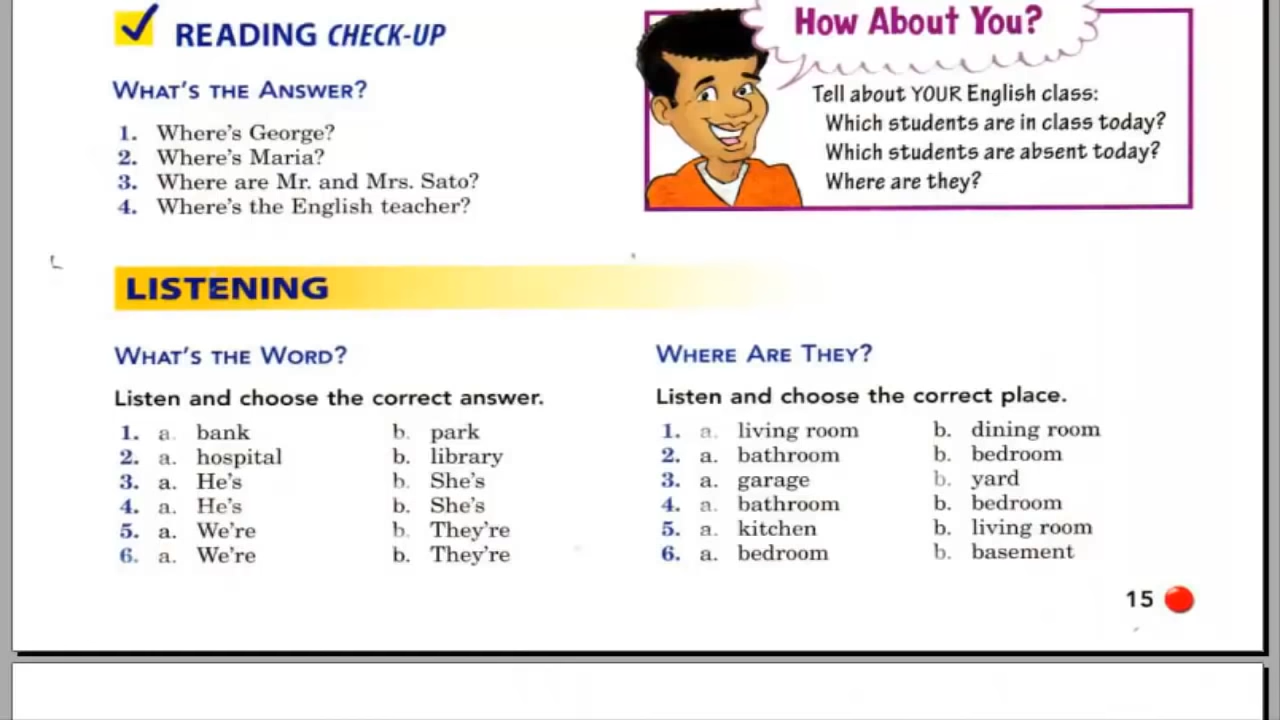 READING CHECK-UP
WHAT'S THE ANSWER?
1. Where's George?
2. Where's Maria?
3. Where are Mr. and Mrs. Sato?
4. Where's the English teacher?
How About You?
Tell about YOUR English class:
Which students are in class today?
Which students are absent today?
Where are they?
LISTENING
WHAT'S THE WORD?
Listen and choose the correct answer.
1. a. bank b. park
2. a. hospital b. library
3. a. He's b. She's
4. a. He's b. She's
5. a. We're b. They're
6. a. We're b. They're
WHERE ARE THEY?
Listen and choose the correct place.
1. a. living room b. dining room
2. a. bathroom b. bedroom
3. a. garage b. yard
4. a. bathroom b. bedroom
5. a. kitchen b. living room
6. a. bedroom b. basement
15